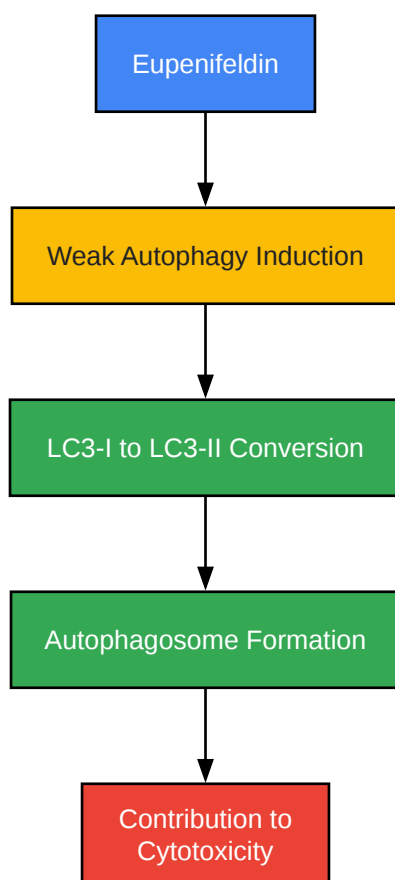 Eupenifeldin
Weak Autophagy Induction
LC3-I to LC3-II Conversion
Autophagosome Formation
Contribution to
Cytotoxicity